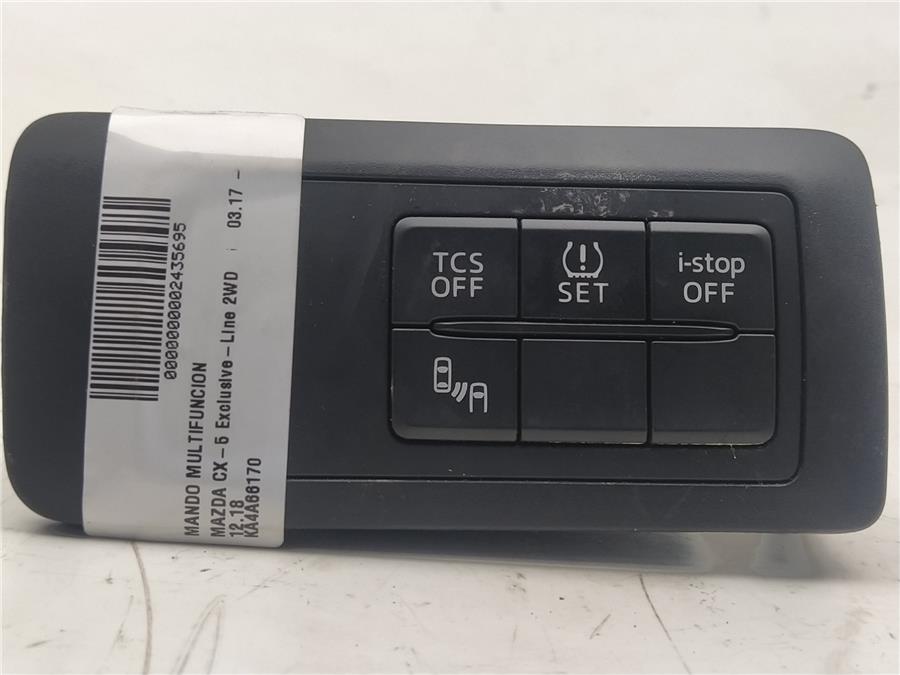 0000000002435695
MANDO MULTIFUNCION
MAZDA CX-5 Exclusive-Line 2WD | 03.17 -
12.18
KA4A66170
TCS
OFF
SET
i-stop
OFF